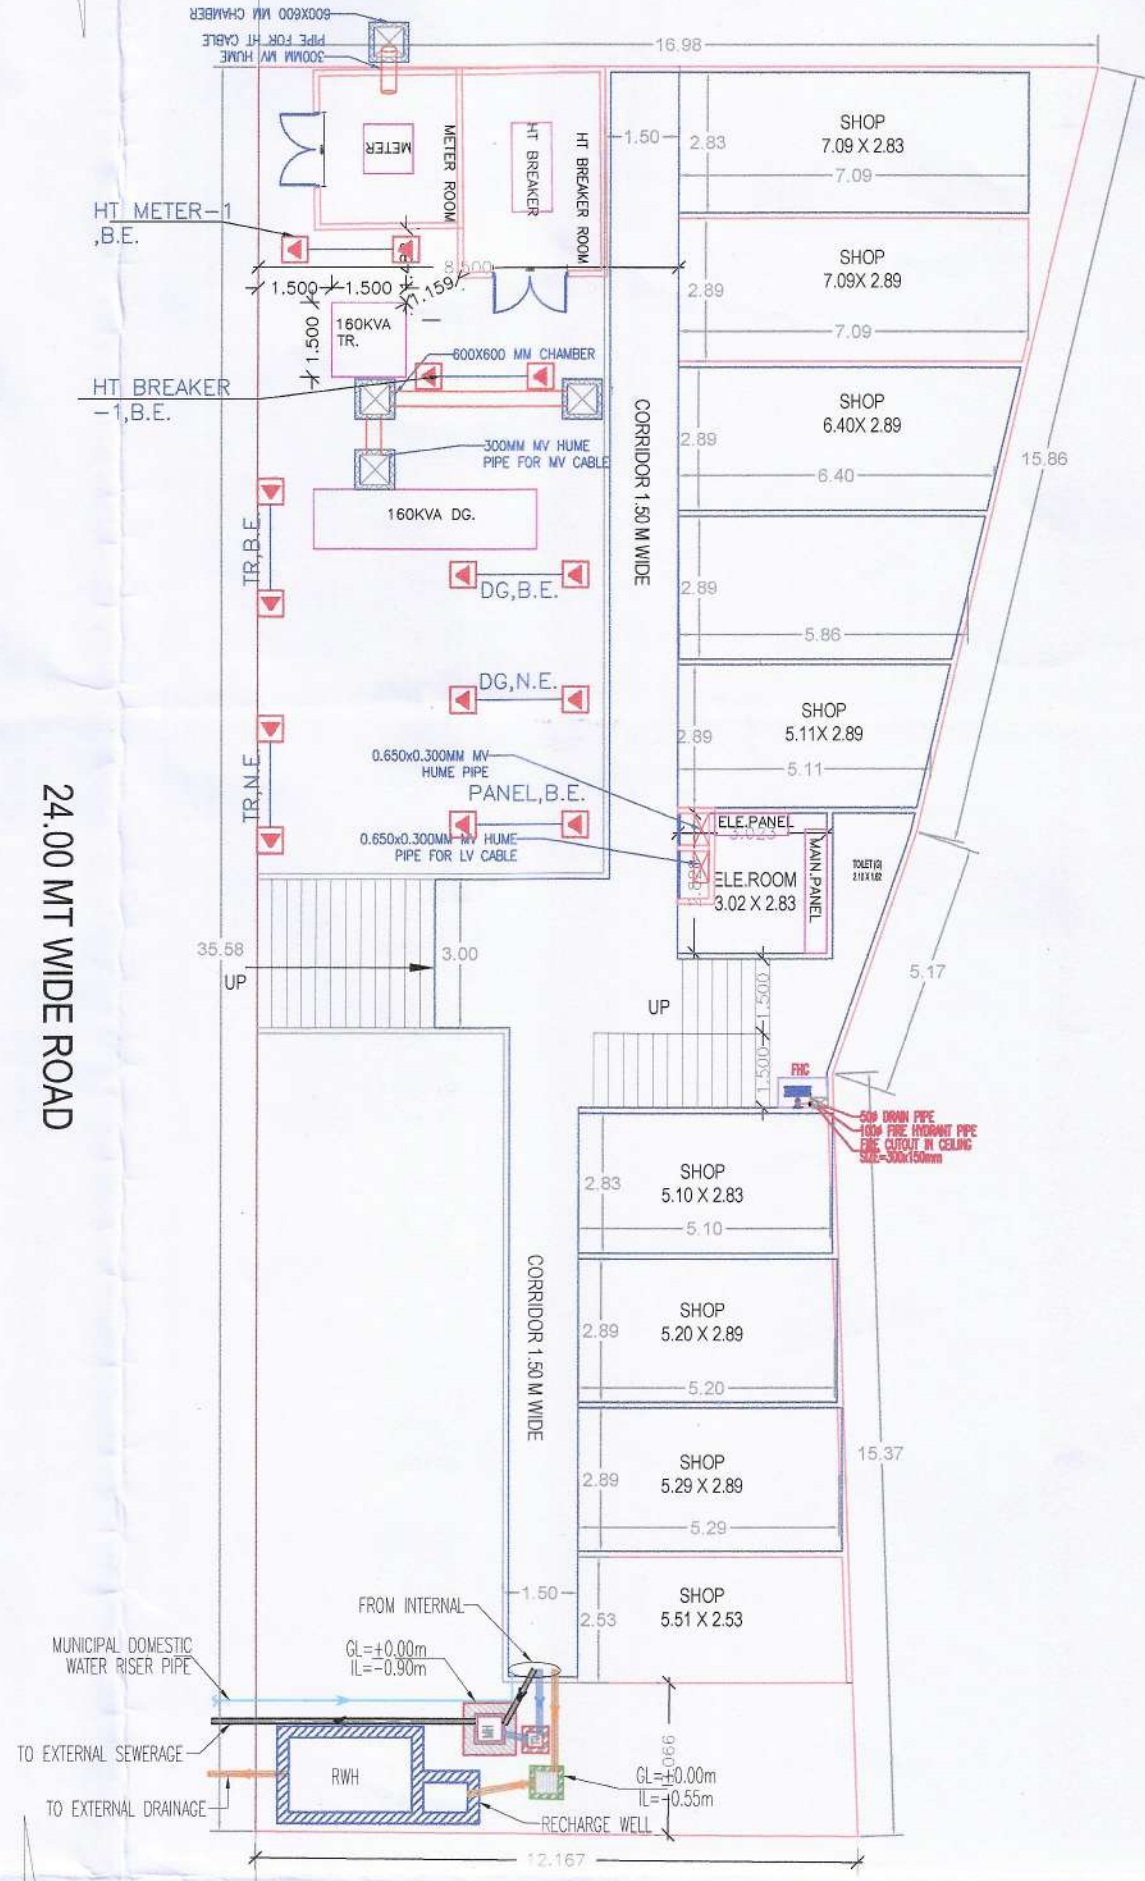 600X600 MM CHAMBER
300MM MV HUME
PIPE FOR HT CABLE
16.98
METER
METER ROOM
HT BREAKER
HT BREAKER ROOM
1.50
2.83
SHOP
7.09 X 2.83
7.09
HT METER-1
,B.E.
8.500
1.500
1.500
1.159
2.89
SHOP
7.09X 2.89
7.09
1.500
160KVA
TR.
600X600 MM CHAMBER
HT BREAKER
-1,B.E.
300MM MV HUME
PIPE FOR MV CABLE
CORRIDOR 1.50 M WIDE
2.89
SHOP
6.40X 2.89
6.40
15.86
160KVA DG.
TR,B.E.
DG,B.E.
2.89
5.86
DG,N.E.
2.89
SHOP
5.11X 2.89
5.11
0.650x0.300MM MV
HUME PIPE
TR,N.E.
PANEL,B.E.
0.650x0.300MM MV HUME
PIPE FOR LV CABLE
ELE.PANEL
3.023
MAIN.PANEL
ELE.ROOM
3.02 X 2.83
TOILET(G)
2.10 X 1.62
24.00 MT WIDE ROAD
35.58
UP
3.00
5.17
UP
1.500
1.500
FHC
50ø DRAIN PIPE
100ø FIRE HYDRANT PIPE
FIRE CUTOUT IN CEILING
SIZE=300x150mm
2.83
SHOP
5.10 X 2.83
5.10
CORRIDOR 1.50 M WIDE
2.89
SHOP
5.20 X 2.89
5.20
2.89
SHOP
5.29 X 2.89
5.29
15.37
1.50
2.53
SHOP
5.51 X 2.53
FROM INTERNAL
MUNICIPAL DOMESTIC
WATER RISER PIPE
GL=±0.00m
IL=-0.90m
TO EXTERNAL SEWERAGE
RWH
TO EXTERNAL DRAINAGE
GL=±0.00m
IL=-0.55m
RECHARGE WELL
12.167